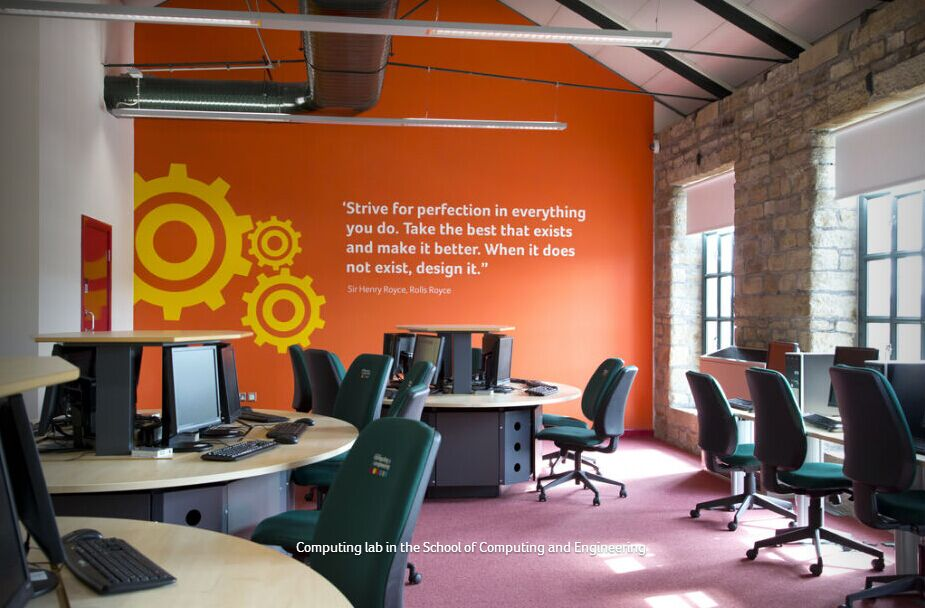 ‘Strive for perfection in everything
you do. Take the best that exists
and make it better. When it does
not exist, design it.”
Sir Henry Royce, Rolls Royce
Computing lab in the School of Computing and Engineering